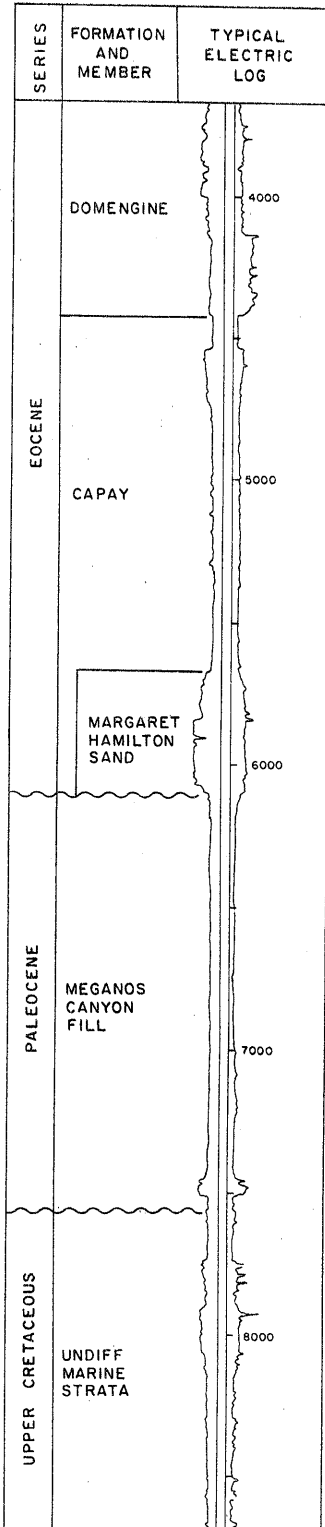 SERIES
FORMATION
AND
MEMBER
TYPICAL
ELECTRIC
LOG
EOCENE
DOMENGINE
4000
CAPAY
5000
MARGARET
HAMILTON
SAND
6000
PALEOCENE
MEGANOS
CANYON
FILL
7000
UPPER CRETACEOUS
UNDIFF
MARINE
STRATA
8000